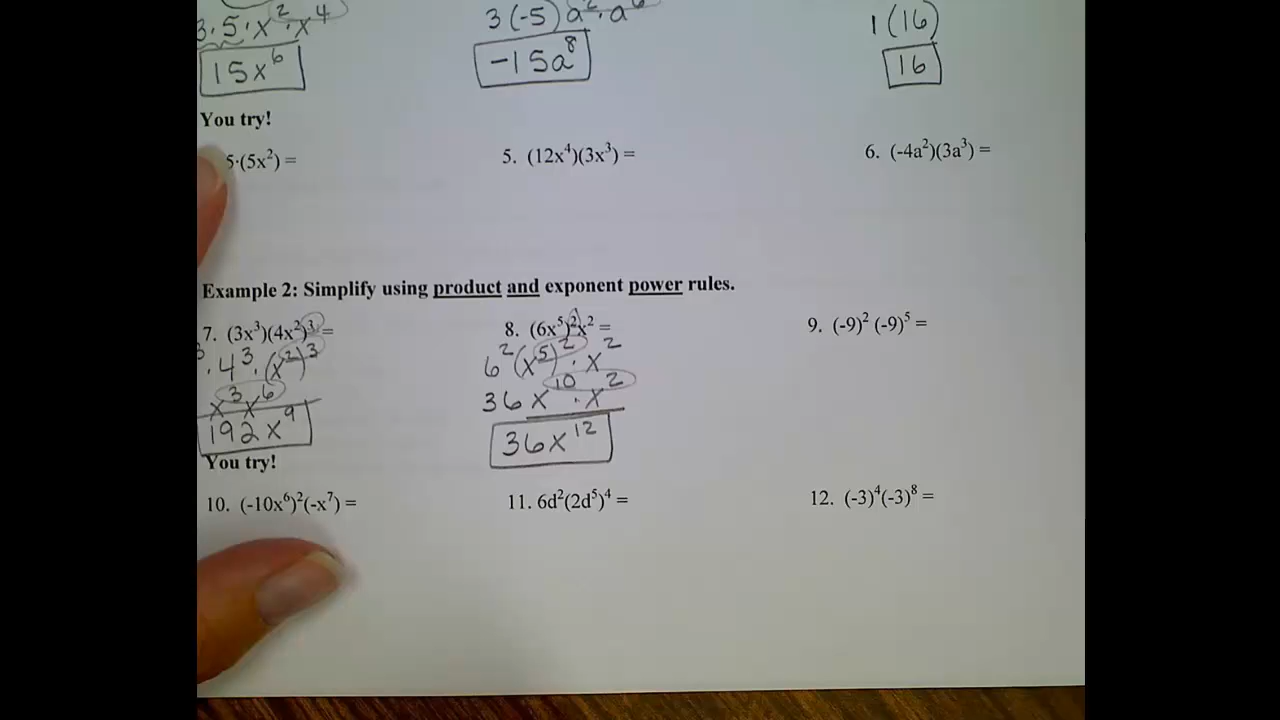 3·5·x²·x⁴ 3(-5)a²·a⁶ 1(16)
15x⁶ -15a⁸ 16
You try!
5·(5x²) = 5. (12x⁴)(3x³) = 6. (-4a²)(3a³) =
Example 2: Simplify using product and exponent power rules.
7. (3x³)(4x²)³ = 8. (6x⁵)²x² = 9. (-9)² (-9)⁵ =
3 · 4³ · (x²)³ 6²(x⁵)² · x²
x³x⁶ 36x¹⁰ · x²
192x⁹ 36x¹²
You try!
10. (-10x⁶)²(-x⁷) = 11. 6d²(2d⁵)⁴ = 12. (-3)⁴(-3)⁸ =